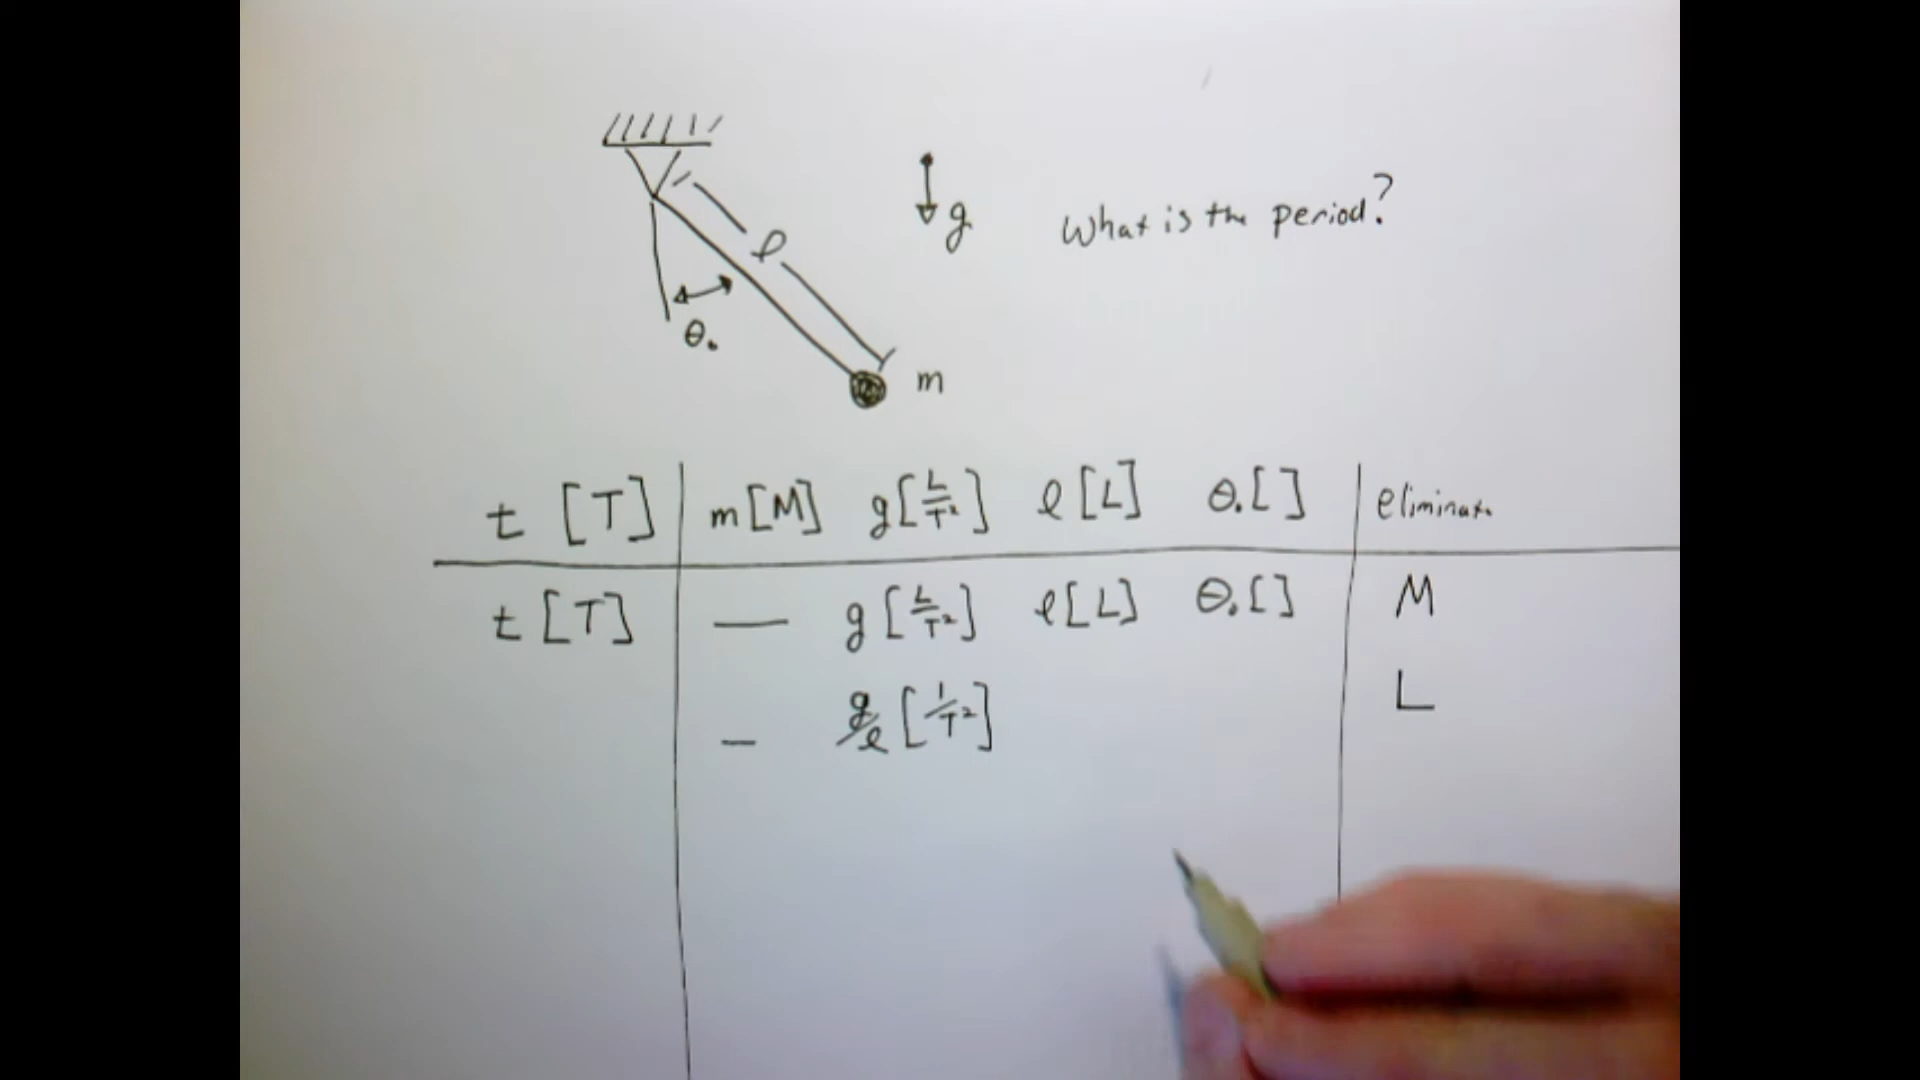 g
What is the period?
ℓ
θ₀
m
t [T] m[M] g[L/T²] ℓ[L] θ₀[ ] eliminate
t [T] — g[L/T²] ℓ[L] θ₀[ ] M
— g/ℓ [1/T²] L